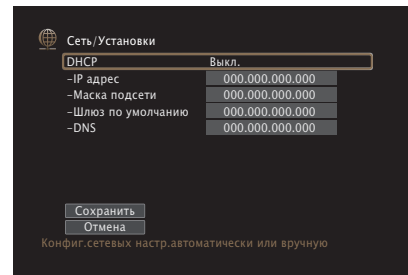 Сеть/Установки
DHCP Выкл.
-IP адрес 000.000.000.000
-Маска подсети 000.000.000.000
-Шлюз по умолчанию 000.000.000.000
-DNS 000.000.000.000
Сохранить
Отмена
Конфиг.сетевых настр.автоматически или вручную